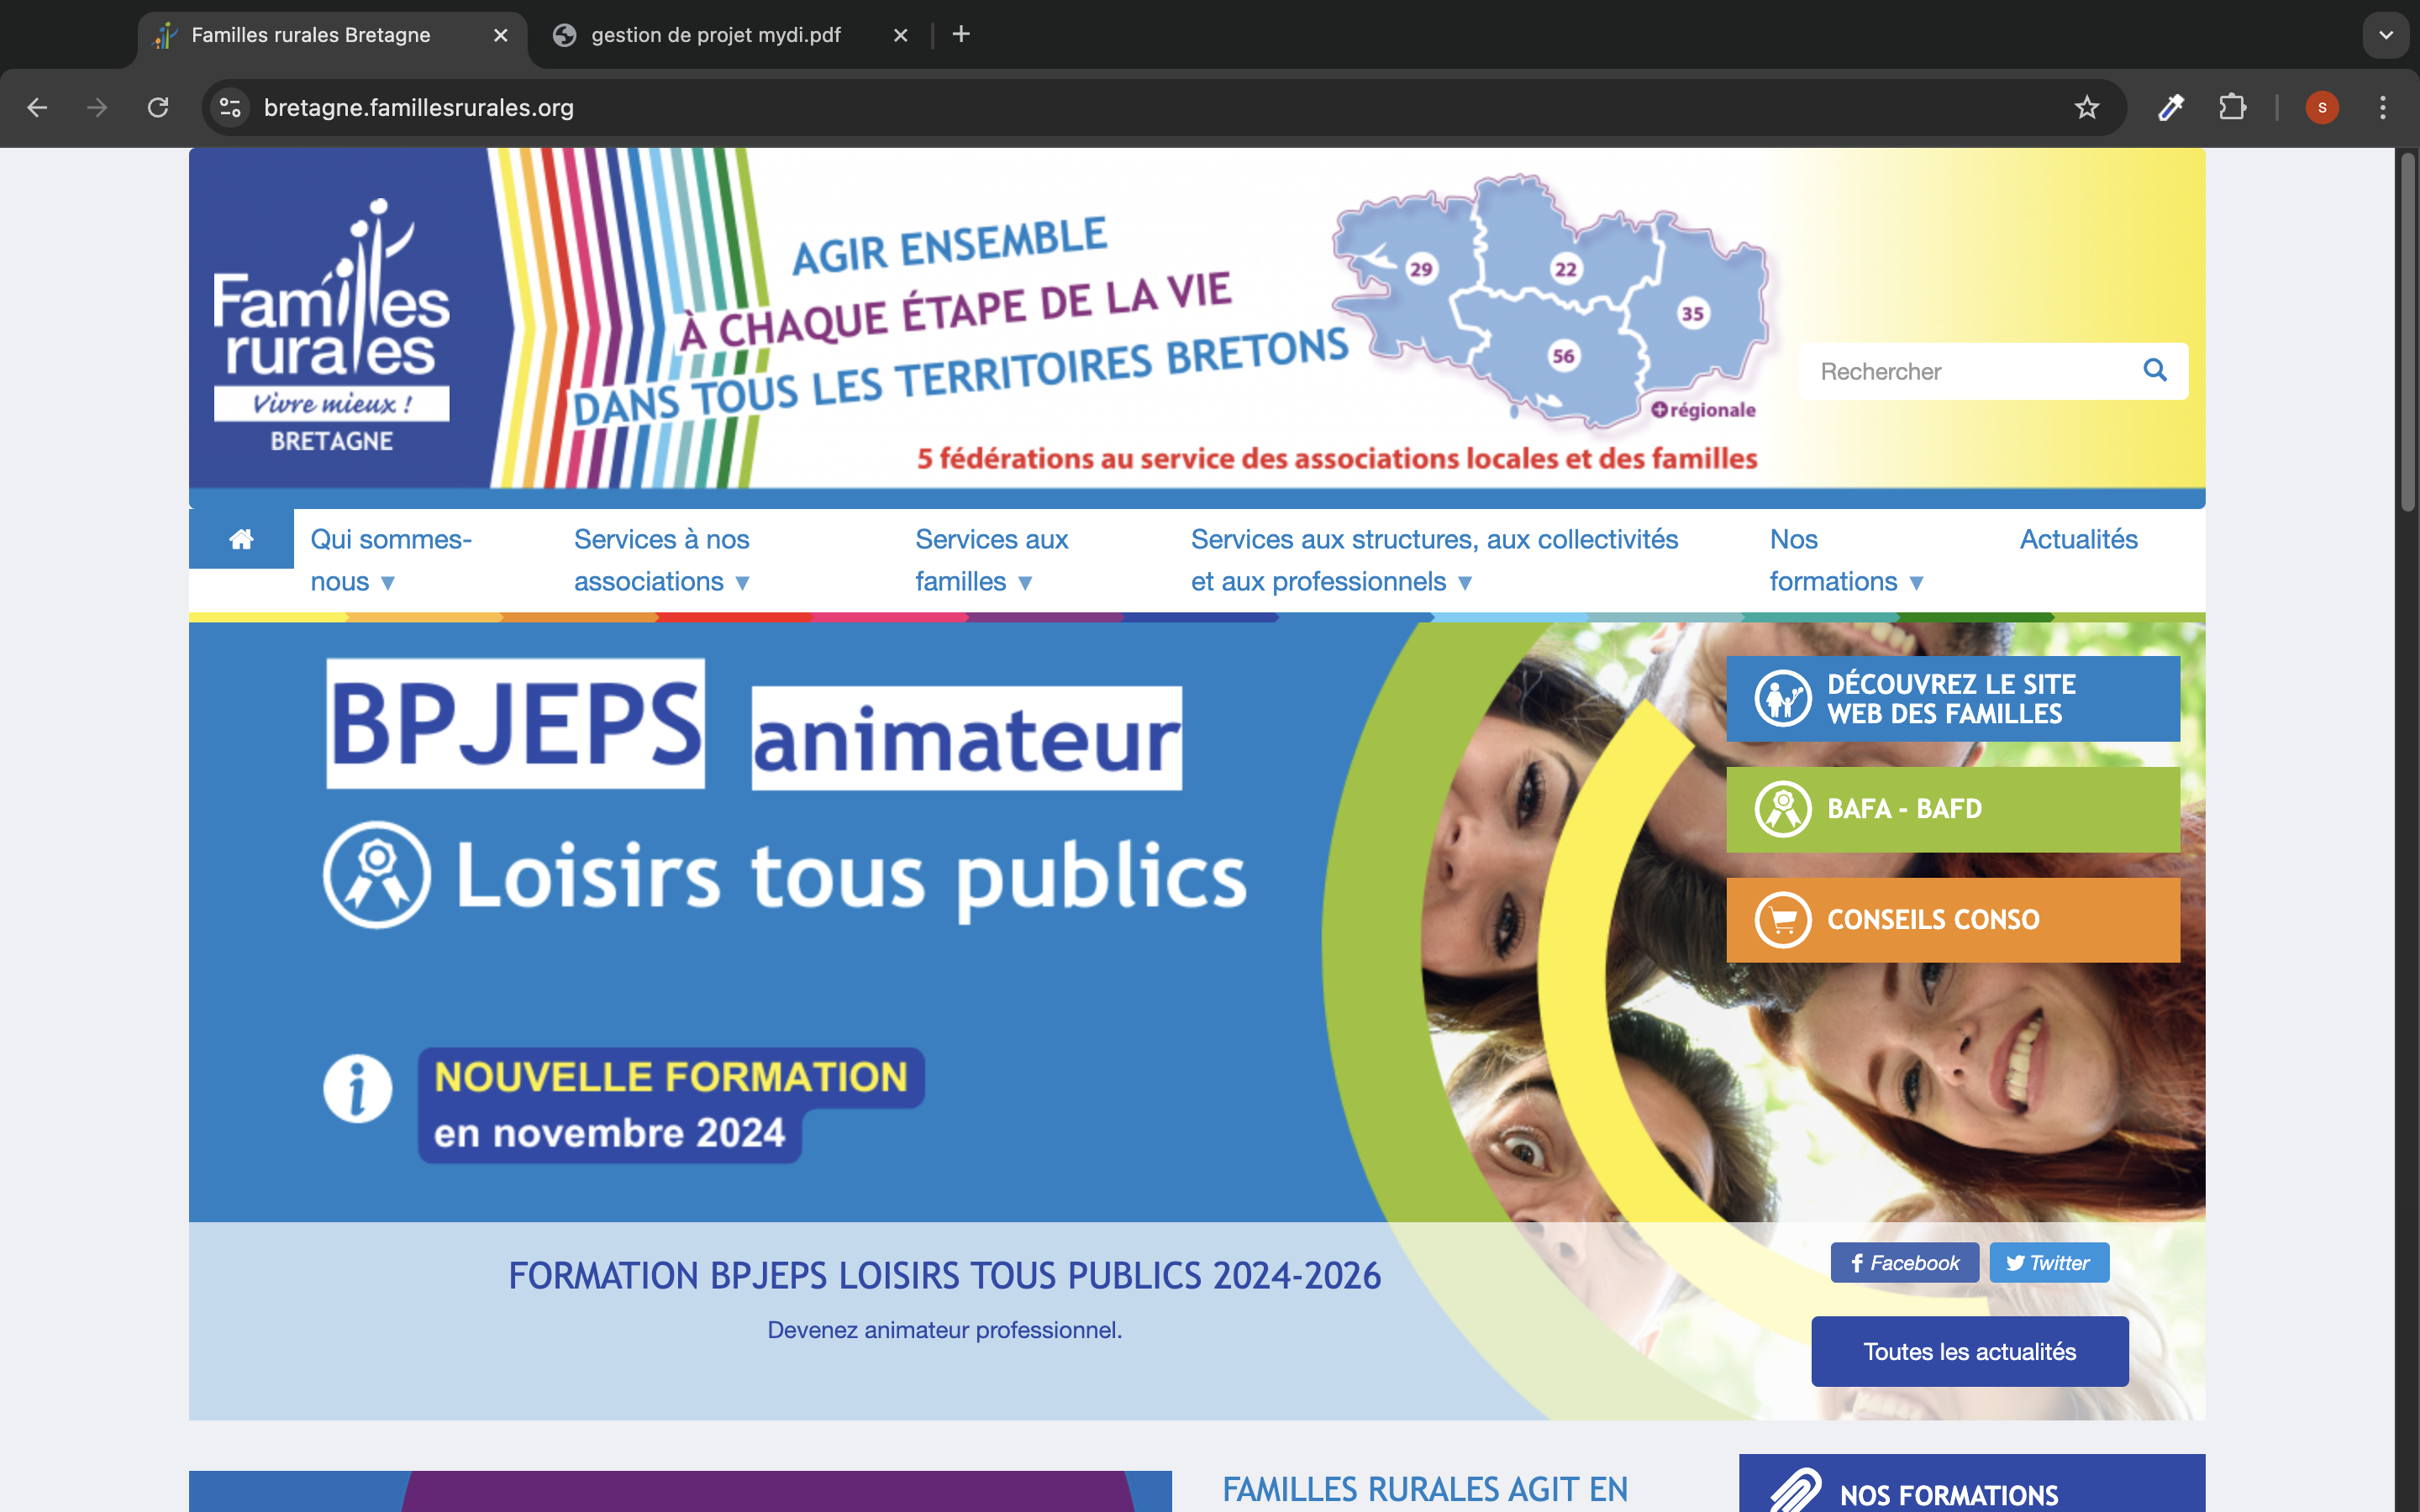 Familles rurales Bretagne
gestion de projet mydi.pdf
bretagne.famillesrurales.org
S
Familles
rurales
Vivre mieux !
BRETAGNE
AGIR ENSEMBLE
À CHAQUE ÉTAPE DE LA VIE
DANS TOUS LES TERRITOIRES BRETONS
29
22
35
56
régionale
5 fédérations au service des associations locales et des familles
Rechercher
Qui sommes-
nous ▼
Services à nos
associations ▼
Services aux
familles ▼
Services aux structures, aux collectivités
et aux professionnels ▼
Nos
formations ▼
Actualités
BPJEPS animateur
Loisirs tous publics
NOUVELLE FORMATION
en novembre 2024
DÉCOUVREZ LE SITE
WEB DES FAMILLES
BAFA - BAFD
CONSEILS CONSO
FORMATION BPJEPS LOISIRS TOUS PUBLICS 2024-2026
Devenez animateur professionnel.
Facebook
Twitter
Toutes les actualités
FAMILLES RURALES AGIT EN
NOS FORMATIONS